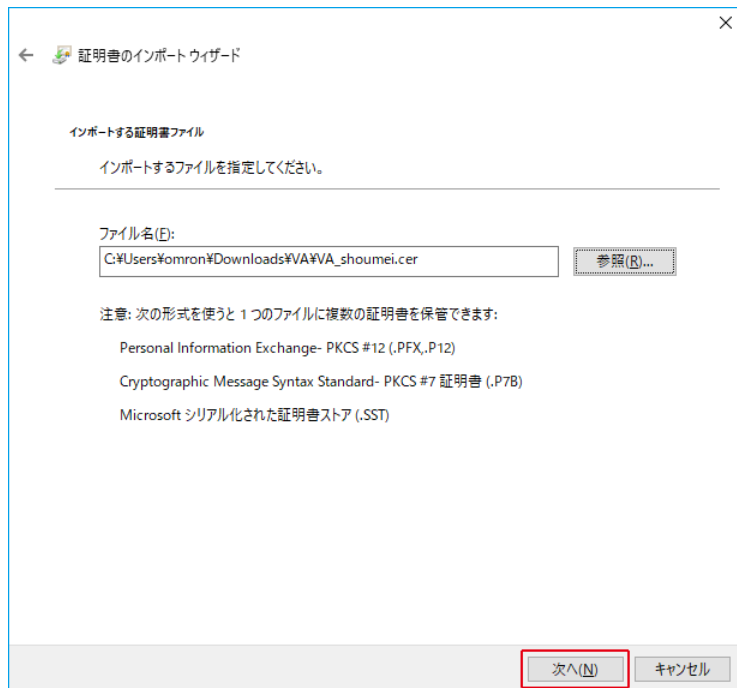 証明書のインポート ウィザード
インポートする証明書ファイル
インポートするファイルを指定してください。
ファイル名(F):
C:¥Users¥omron¥Downloads¥VA¥VA_shoumei.cer
参照(R)...
注意: 次の形式を使うと 1 つのファイルに複数の証明書を保管できます:
Personal Information Exchange- PKCS #12 (.PFX,.P12)
Cryptographic Message Syntax Standard- PKCS #7 証明書 (.P7B)
Microsoft シリアル化された証明書ストア (.SST)
次へ(N)
キャンセル